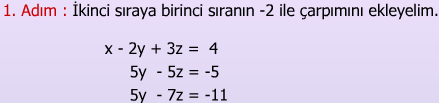 1. Adım : İkinci sıraya birinci sıranın -2 ile çarpımını ekleyelim.
x - 2y + 3z = 4
5y - 5z = -5
5y - 7z = -11